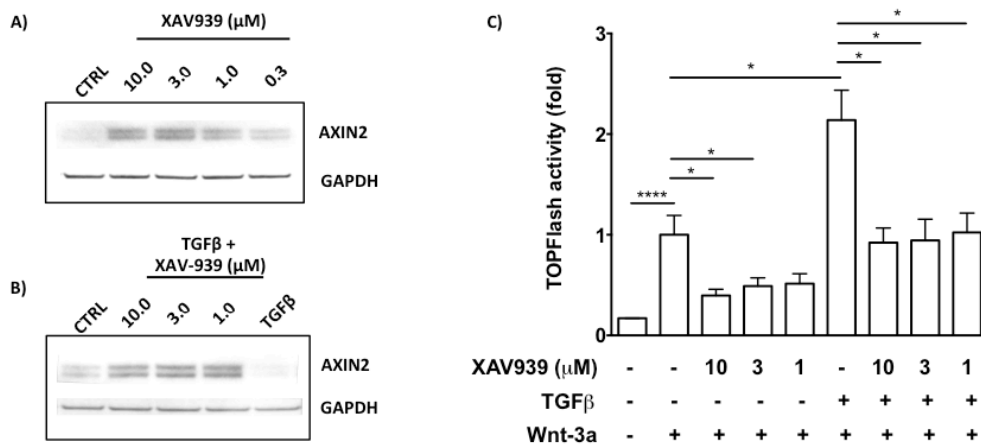 A)
XAV939 (μM)
CTRL 10.0 3.0 1.0 0.3
AXIN2
GAPDH
B)
TGFβ +
XAV-939 (μM)
CTRL 10.0 3.0 1.0 TGFβ
AXIN2
GAPDH
C)
TOPFlash activity (fold)
3
2
1
0
*
*
*
*
*
*
*
****
XAV939 (μM) - - 10 3 1 - 10 3 1
TGFβ - - - - - + + + +
Wnt-3a - + + + + + + + +